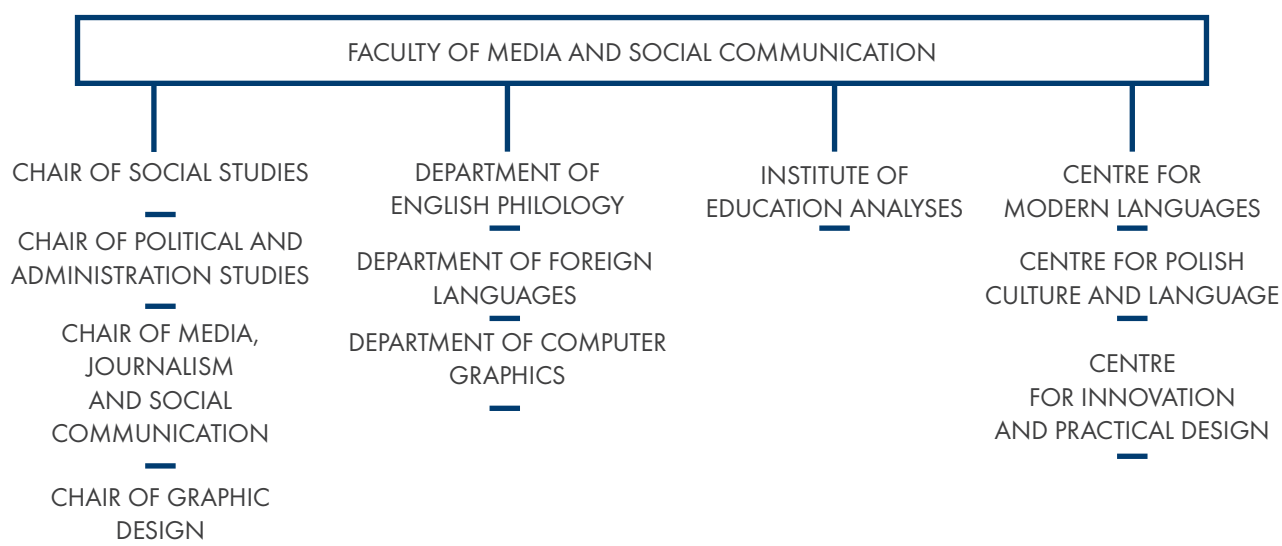 FACULTY OF MEDIA AND SOCIAL COMMUNICATION
CHAIR OF SOCIAL STUDIES
CHAIR OF POLITICAL AND
ADMINISTRATION STUDIES
CHAIR OF MEDIA,
JOURNALISM
AND SOCIAL
COMMUNICATION
CHAIR OF GRAPHIC
DESIGN
DEPARTMENT OF
ENGLISH PHILOLOGY
DEPARTMENT OF FOREIGN
LANGUAGES
DEPARTMENT OF COMPUTER
GRAPHICS
INSTITUTE OF
EDUCATION ANALYSES
CENTRE FOR
MODERN LANGUAGES
CENTRE FOR POLISH
CULTURE AND LANGUAGE
CENTRE
FOR INNOVATION
AND PRACTICAL DESIGN